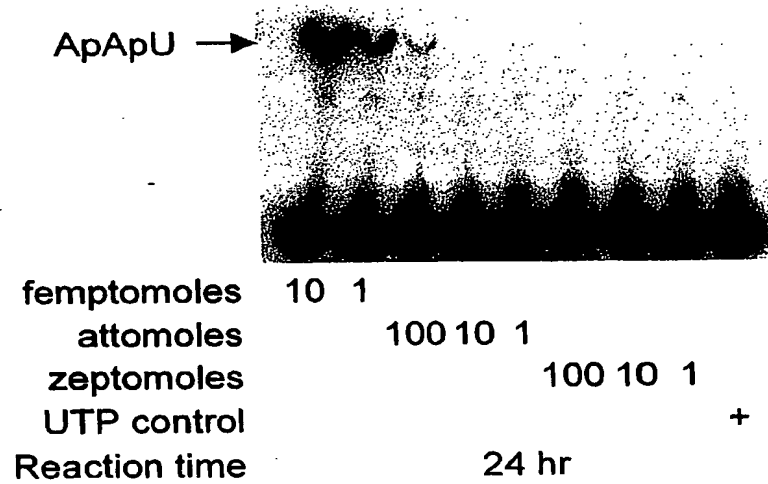 ApApU
femptomoles 10 1
attomoles 100 10 1
zeptomoles 100 10 1
UTP control +
Reaction time 24 hr